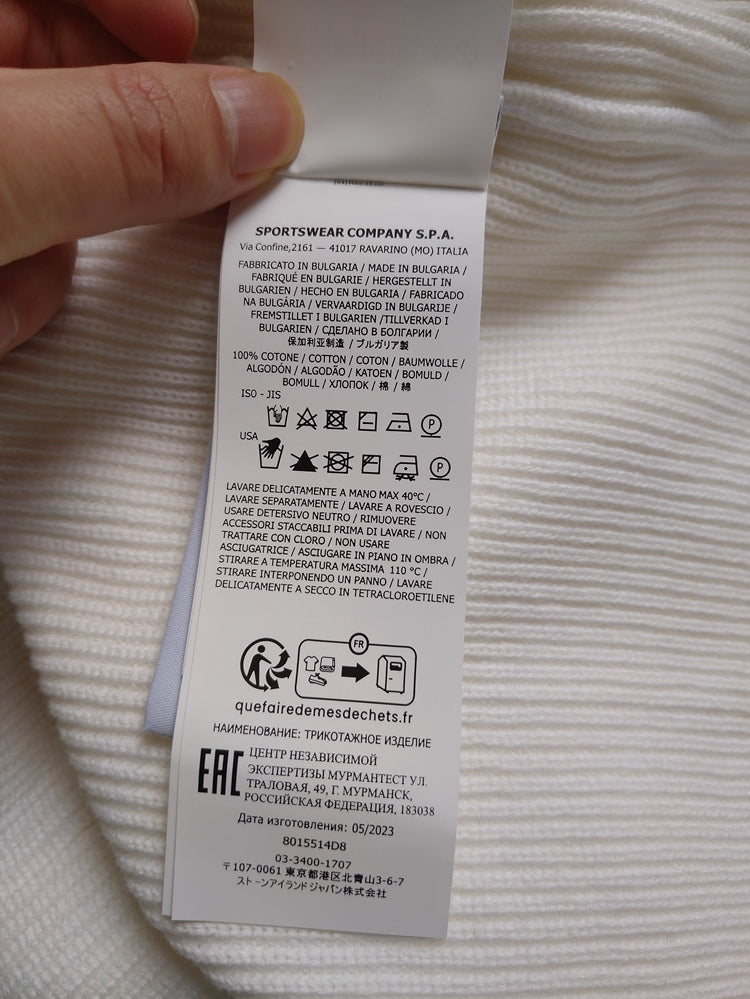 SPORTSWEAR COMPANY S.P.A.
Via Confine,2161 — 41017 RAVARINO (MO) ITALIA
FABBRICATO IN BULGARIA / MADE IN BULGARIA /
FABRIQUÉ EN BULGARIE / HERGESTELLT IN
BULGARIEN / HECHO EN BULGARIA / FABRICADO
NA BULGÁRIA / VERVAARDIGD IN BULGARIJE /
FREMSTILLET I BULGARIEN /TILLVERKAD I
BULGARIEN / СДЕЛАНО В БОЛГАРИИ /
保加利亚制造 / ブルガリア製
100% COTONE / COTTON / COTON / BAUMWOLLE /
ALGODÓN / ALGODÃO / KATOEN / BOMULD /
BOMULL / ХЛОПОК / 棉 / 綿
ISO - JIS
P
USA
P
LAVARE DELICATAMENTE A MANO MAX 40°C /
LAVARE SEPARATAMENTE / LAVARE A ROVESCIO /
USARE DETERSIVO NEUTRO / RIMUOVERE
ACCESSORI STACCABILI PRIMA DI LAVARE / NON
TRATTARE CON CLORO / NON USARE
ASCIUGATRICE / ASCIUGARE IN PIANO IN OMBRA /
STIRARE A TEMPERATURA MASSIMA 110 °C /
STIRARE INTERPONENDO UN PANNO / LAVARE
DELICATAMENTE A SECCO IN TETRACLOROETILENE
FR
quefairedemesdechets.fr
НАИМЕНОВАНИЕ: ТРИКОТАЖНОЕ ИЗДЕЛИЕ
EAC ЦЕНТР НЕЗАВИСИМОЙ
ЭКСПЕРТИЗЫ МУРМАНТЕСТ УЛ.
ТРАЛОВАЯ, 49, Г. МУРМАНСК,
РОССИЙСКАЯ ФЕДЕРАЦИЯ, 183038
Дата изготовления: 05/2023
8015514D8
03-3400-1707
〒107-0061 東京都港区北青山3-6-7
ストーンアイランドジャパン株式会社